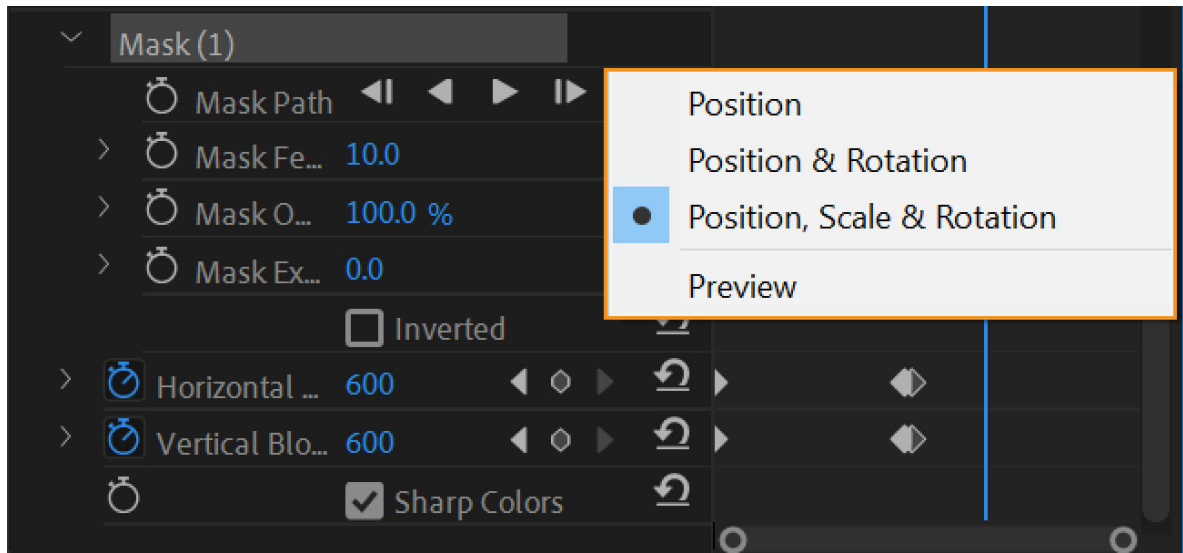 Mask (1)
Mask Path
Position
Mask Fe... 10.0
Position & Rotation
Mask O... 100.0 %
Position, Scale & Rotation
Mask Ex... 0.0
Preview
Inverted
Horizontal ... 600
Vertical Blo... 600
Sharp Colors